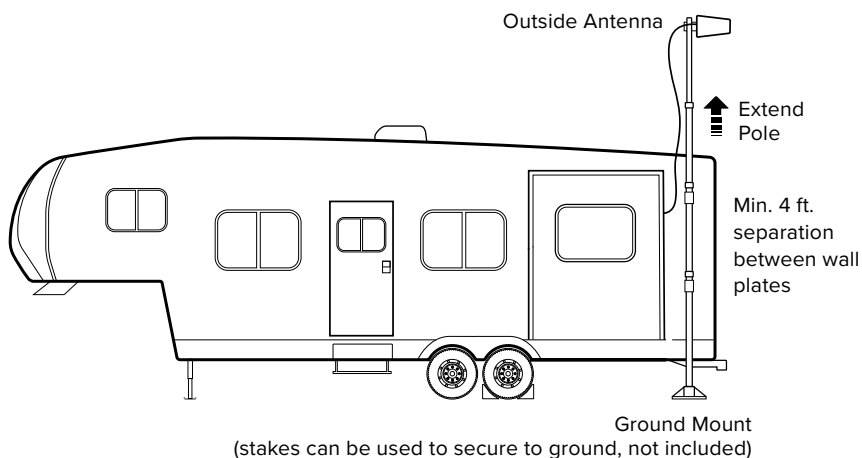 Outside Antenna
Extend
Pole
Min. 4 ft.
separation
between wall
plates
Ground Mount
(stakes can be used to secure to ground, not included)